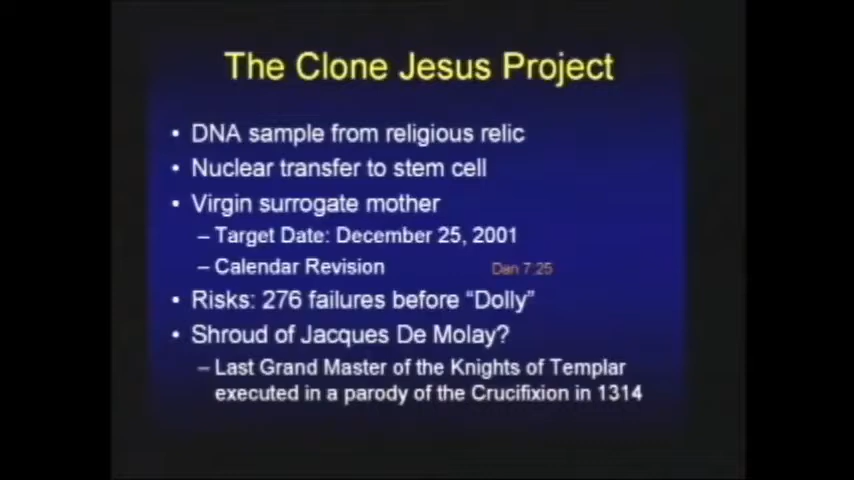 The Clone Jesus Project
• DNA sample from religious relic
• Nuclear transfer to stem cell
• Virgin surrogate mother
– Target Date: December 25, 2001
– Calendar Revision Dan 7:25
• Risks: 276 failures before “Dolly”
• Shroud of Jacques De Molay?
– Last Grand Master of the Knights of Templar
executed in a parody of the Crucifixion in 1314